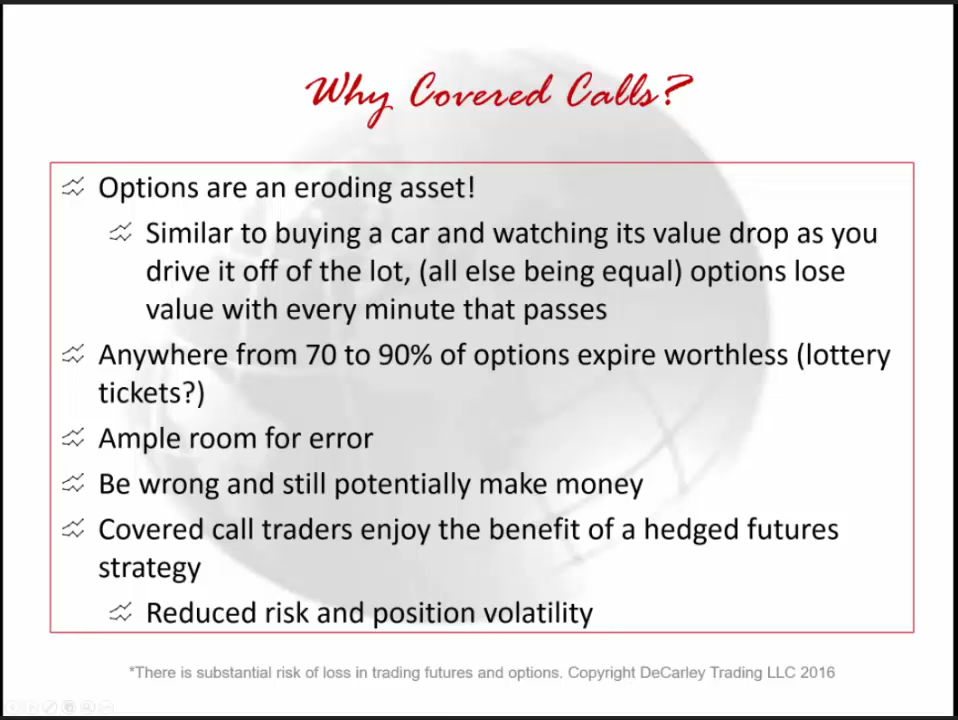 Why Covered Calls?
Options are an eroding asset!
Similar to buying a car and watching its value drop as you
drive it off of the lot, (all else being equal) options lose
value with every minute that passes
Anywhere from 70 to 90% of options expire worthless (lottery
tickets?)
Ample room for error
Be wrong and still potentially make money
Covered call traders enjoy the benefit of a hedged futures
strategy
Reduced risk and position volatility
*There is substantial risk of loss in trading futures and options. Copyright DeCarley Trading LLC 2016